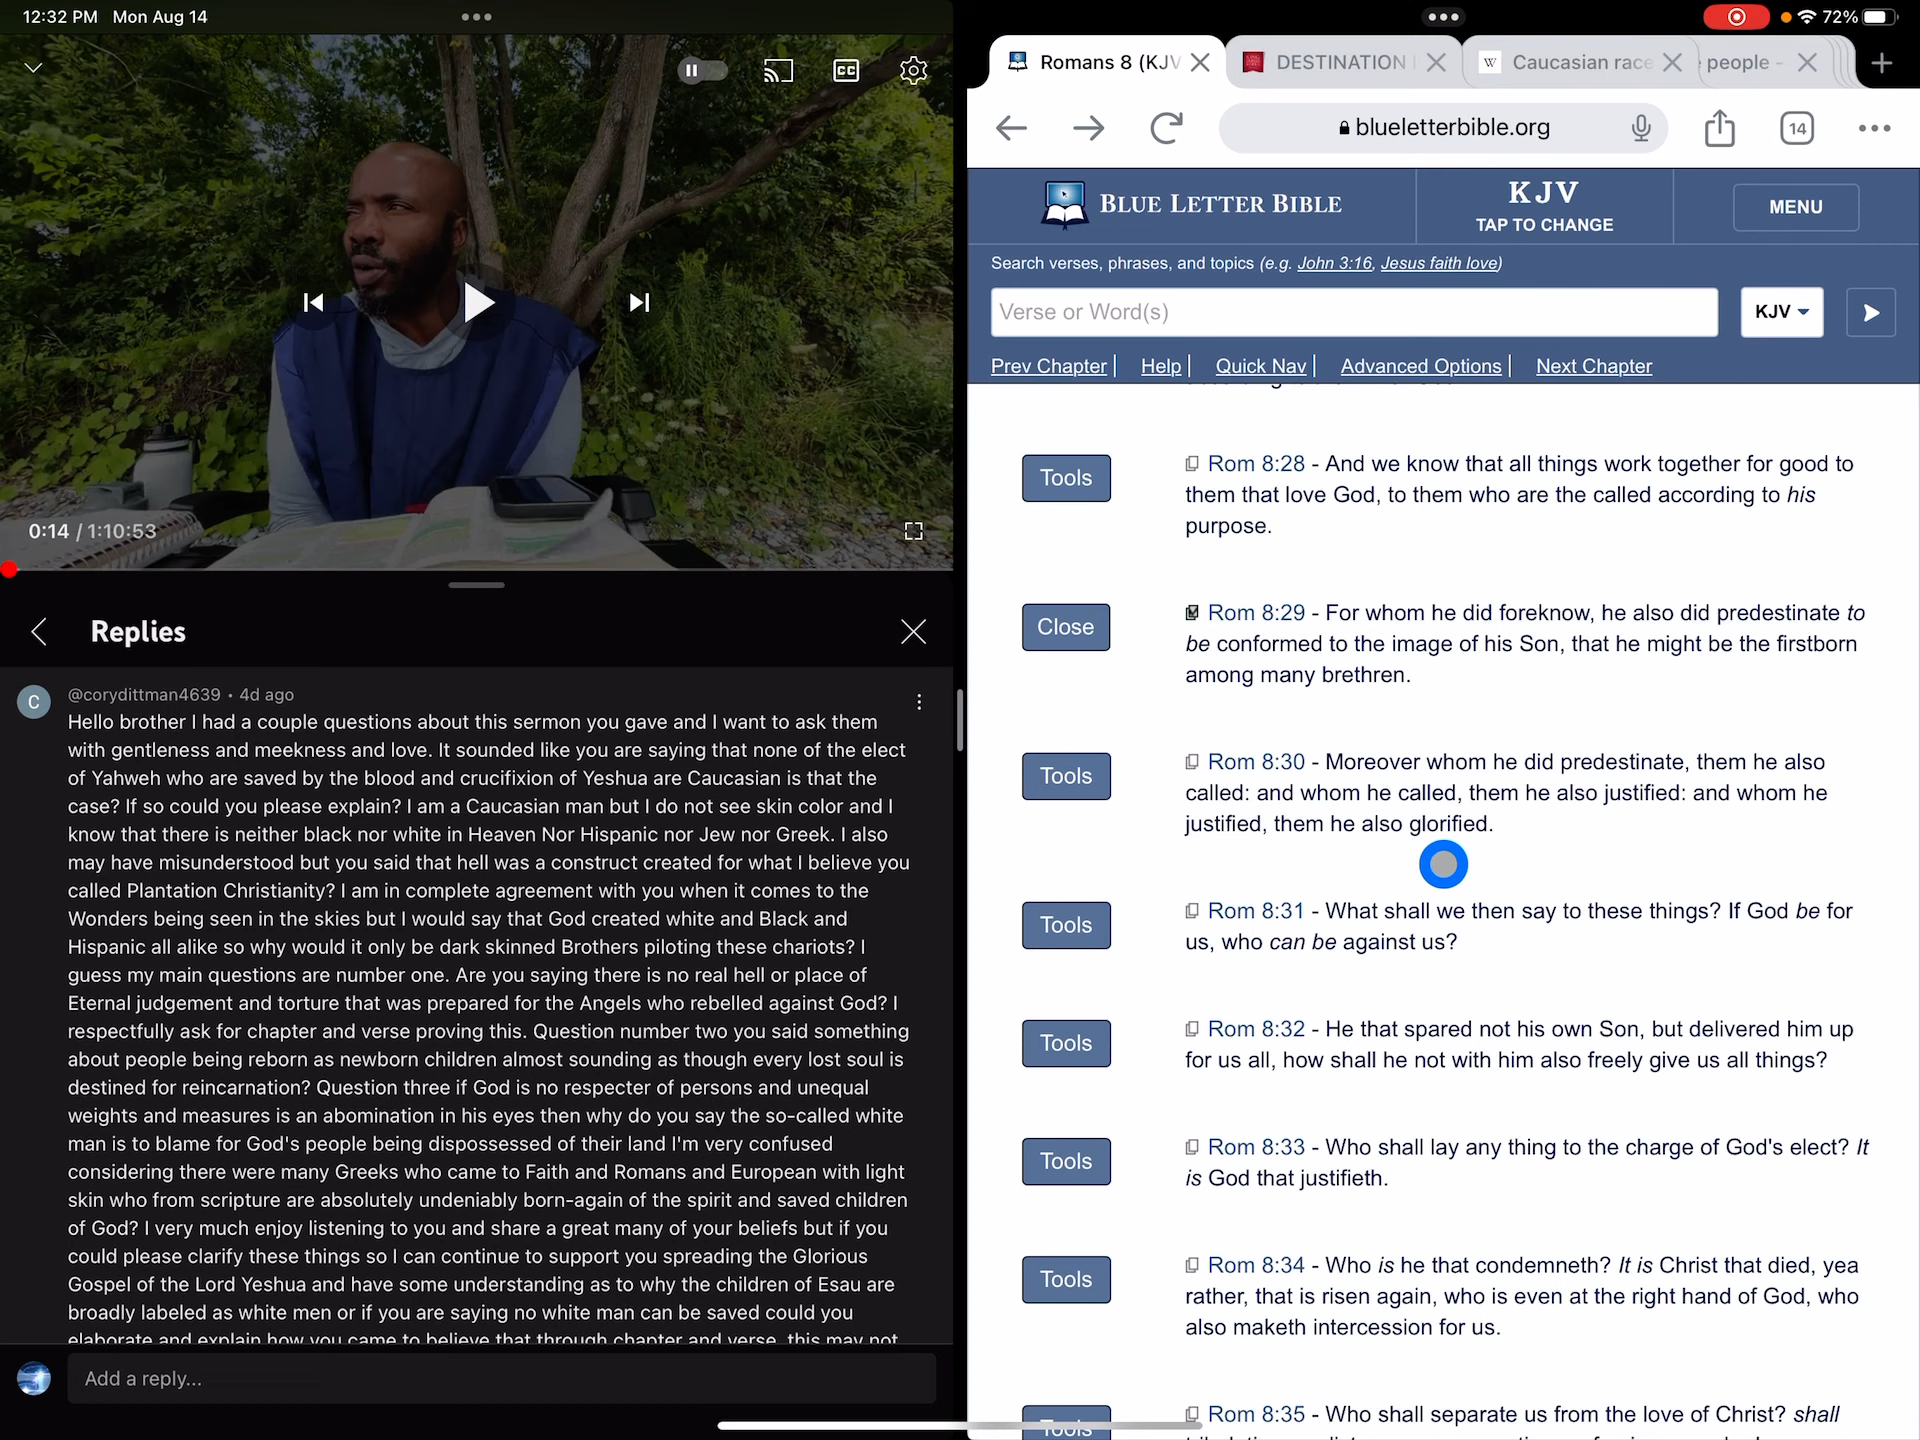 12:32 PM Mon Aug 14
CC
0:14 / 1:10:53
Replies
C
@corydittman4639 • 4d ago
Hello brother I had a couple questions about this sermon you gave and I want to ask them
with gentleness and meekness and love. It sounded like you are saying that none of the elect
of Yahweh who are saved by the blood and crucifixion of Yeshua are Caucasian is that the
case? If so could you please explain? I am a Caucasian man but I do not see skin color and I
know that there is neither black nor white in Heaven Nor Hispanic nor Jew nor Greek. I also
may have misunderstood but you said that hell was a construct created for what I believe you
called Plantation Christianity? I am in complete agreement with you when it comes to the
Wonders being seen in the skies but I would say that God created white and Black and
Hispanic all alike so why would it only be dark skinned Brothers piloting these chariots? I
guess my main questions are number one. Are you saying there is no real hell or place of
Eternal judgement and torture that was prepared for the Angels who rebelled against God? I
respectfully ask for chapter and verse proving this. Question number two you said something
about people being reborn as newborn children almost sounding as though every lost soul is
destined for reincarnation? Question three if God is no respecter of persons and unequal
weights and measures is an abomination in his eyes then why do you say the so-called white
man is to blame for God's people being dispossessed of their land I'm very confused
considering there were many Greeks who came to Faith and Romans and European with light
skin who from scripture are absolutely undeniably born-again of the spirit and saved children
of God? I very much enjoy listening to you and share a great many of your beliefs but if you
could please clarify these things so I can continue to support you spreading the Glorious
Gospel of the Lord Yeshua and have some understanding as to why the children of Esau are
broadly labeled as white men or if you are saying no white man can be saved could you
elaborate and explain how you came to believe that through chapter and verse, this may not
Add a reply...
72%
Romans 8 (KJV
DESTINATION
W Caucasian race
people -
blueletterbible.org
14
BLUE LETTER BIBLE
KJV
TAP TO CHANGE
MENU
Search verses, phrases, and topics (e.g. John 3:16, Jesus faith love)
Verse or Word(s)
KJV
Prev Chapter | Help | Quick Nav | Advanced Options | Next Chapter
Tools
Rom 8:28 - And we know that all things work together for good to
them that love God, to them who are the called according to his
purpose.
Close
Rom 8:29 - For whom he did foreknow, he also did predestinate to
be conformed to the image of his Son, that he might be the firstborn
among many brethren.
Tools
Rom 8:30 - Moreover whom he did predestinate, them he also
called: and whom he called, them he also justified: and whom he
justified, them he also glorified.
Tools
Rom 8:31 - What shall we then say to these things? If God be for
us, who can be against us?
Tools
Rom 8:32 - He that spared not his own Son, but delivered him up
for us all, how shall he not with him also freely give us all things?
Tools
Rom 8:33 - Who shall lay any thing to the charge of God's elect? It
is God that justifieth.
Tools
Rom 8:34 - Who is he that condemneth? It is Christ that died, yea
rather, that is risen again, who is even at the right hand of God, who
also maketh intercession for us.
Tools
Rom 8:35 - Who shall separate us from the love of Christ? shall